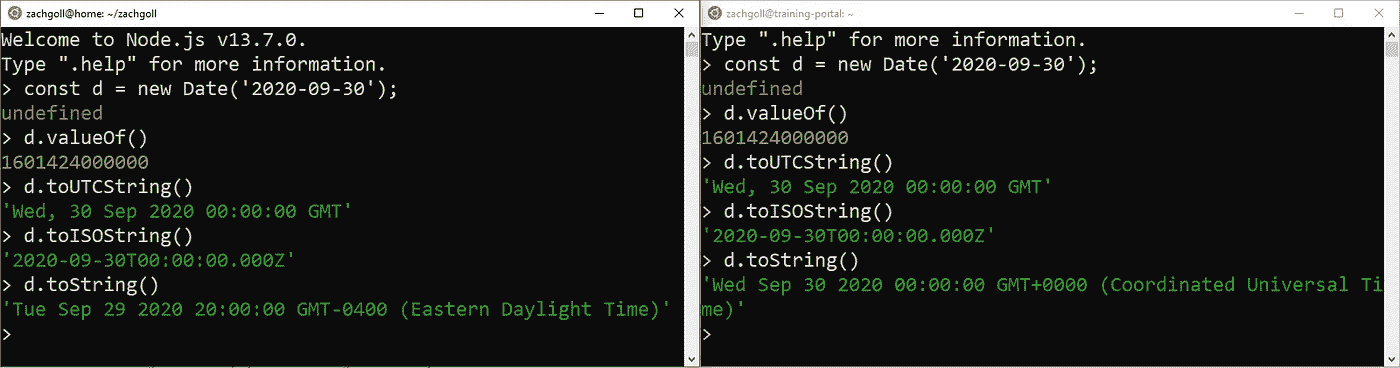 zachgoll@home: ~/zachgoll
Welcome to Node.js v13.7.0.
Type ".help" for more information.
> const d = new Date('2020-09-30');
undefined
> d.valueOf()
1601424000000
> d.toUTCString()
'Wed, 30 Sep 2020 00:00:00 GMT'
> d.toISOString()
'2020-09-30T00:00:00.000Z'
> d.toString()
'Tue Sep 29 2020 20:00:00 GMT-0400 (Eastern Daylight Time)'
>
zachgoll@training-portal: ~
Type ".help" for more information.
> const d = new Date('2020-09-30');
undefined
> d.valueOf()
1601424000000
> d.toUTCString()
'Wed, 30 Sep 2020 00:00:00 GMT'
> d.toISOString()
'2020-09-30T00:00:00.000Z'
> d.toString()
'Wed Sep 30 2020 00:00:00 GMT+0000 (Coordinated Universal Ti
me)'
>